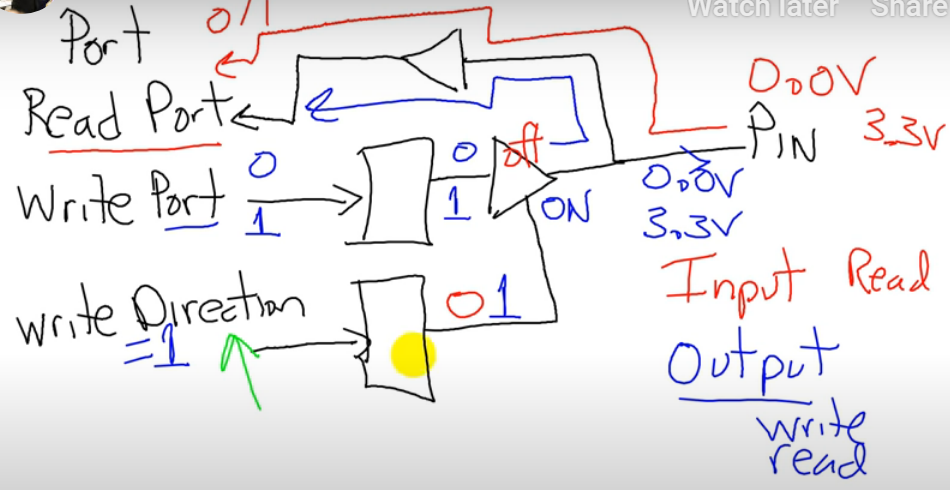 Watch later Share
Port
0/1
Read Port
0.0V
PIN 3.3V
off
Write Port
0
1
0
1
ON
0.0V
3.3V
Input Read
write Direction
=1
0 1
Output
write
read